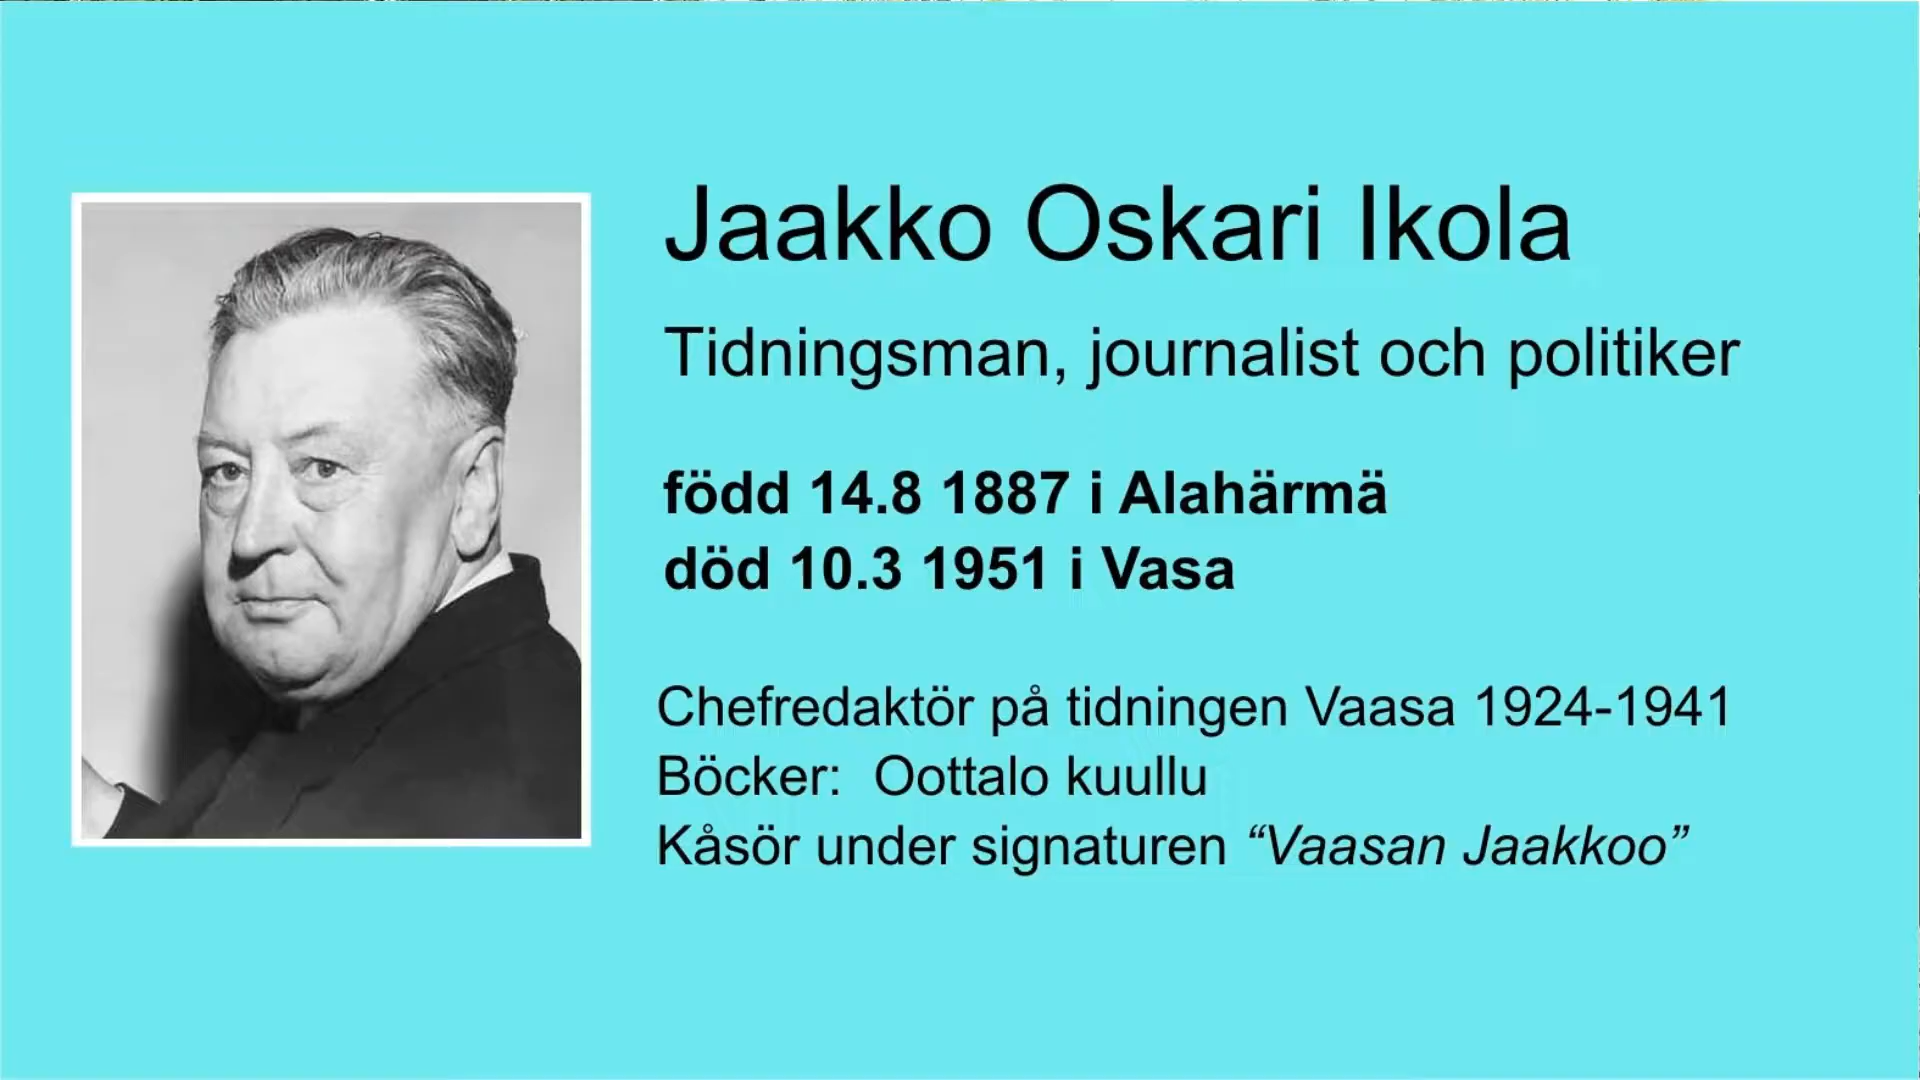 Jaakko Oskari Ikola
Tidningsman, journalist och politiker
född 14.8 1887 i Alahärmä
död 10.3 1951 i Vasa
Chefredaktör på tidningen Vaasa 1924-1941
Böcker:  Oottalo kuullu
Kåsör under signaturen “Vaasan Jaakkoo”